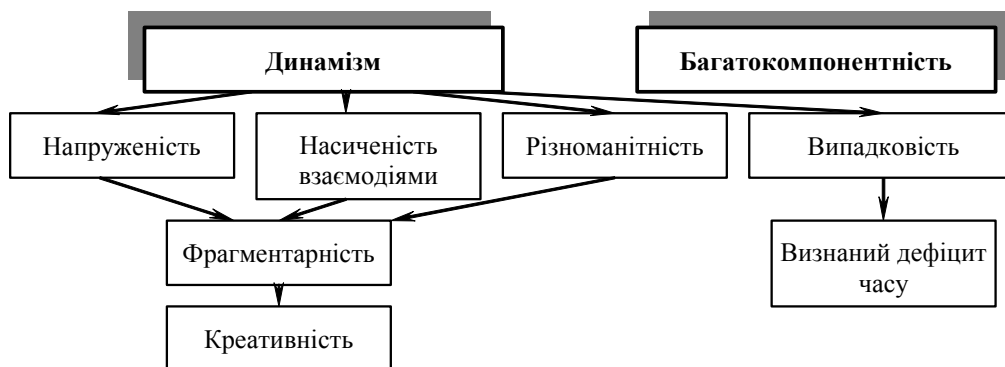 Динамізм
Багатокомпонентність
Напруженість
Насиченість
взаємодіями
Різноманітність
Випадковість
Фрагментарність
Визнаний дефіцит
часу
Креативність